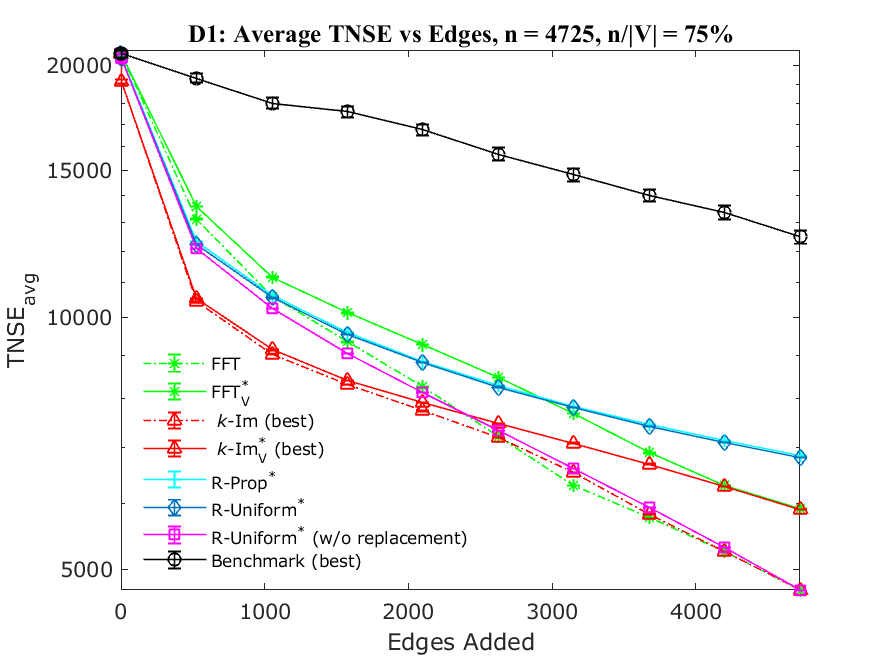 D1: Average TNSE vs Edges, n = 4725, n/|V| = 75%
20000
15000
10000
5000
TNSE_avg
FFT
FFT*_V
k-Im (best)
k-Im*_V (best)
R-Prop*
R-Uniform*
R-Uniform* (w/o replacement)
Benchmark (best)
0 1000 2000 3000 4000
Edges Added